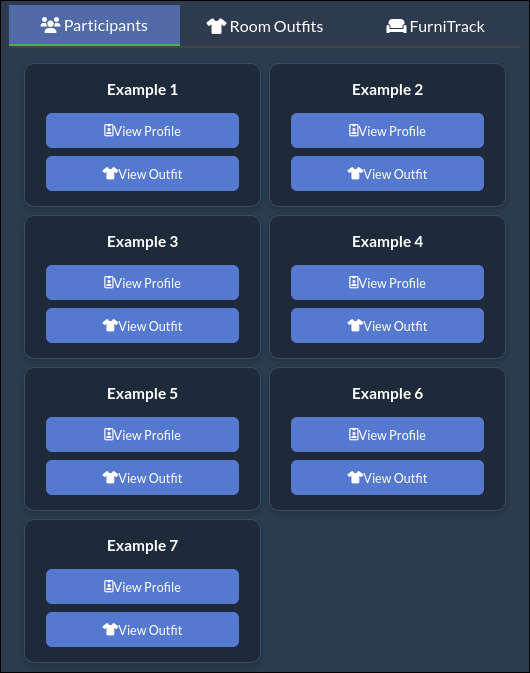 Participants Room Outfits FurniTrack
Example 1 Example 2
View Profile View Profile
View Outfit View Outfit
Example 3 Example 4
View Profile View Profile
View Outfit View Outfit
Example 5 Example 6
View Profile View Profile
View Outfit View Outfit
Example 7
View Profile
View Outfit